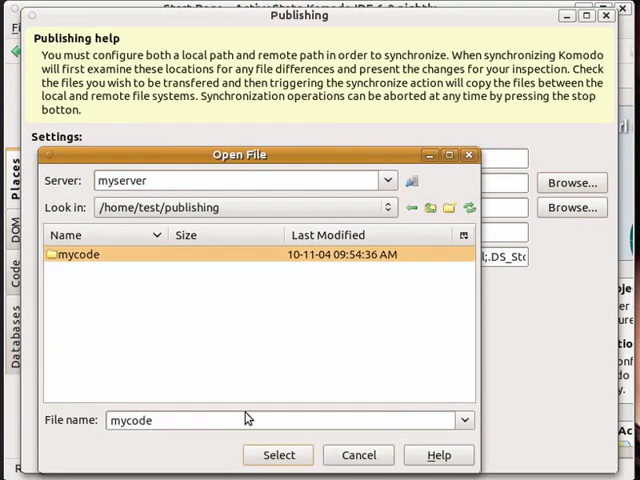 Publishing
Publishing help
You must configure both a local path and remote path in order to synchronize. When synchronizing Komodo
will first examine these locations for any file differences and present the changes for your inspection. Check
the files you wish to be transfered and then triggering the synchronize action will copy the files between the
local and remote file systems. Synchronization operations can be aborted at any time by pressing the stop
botton.
Settings:
Open File
Server: myserver
Browse...
Look in: /home/test/publishing
Browse...
Name Size Last Modified
mycode 10-11-04 09:54:36 AM
l;.DS_Sto
File name: mycode
Select Cancel Help
Places
DOM
Code
Databases